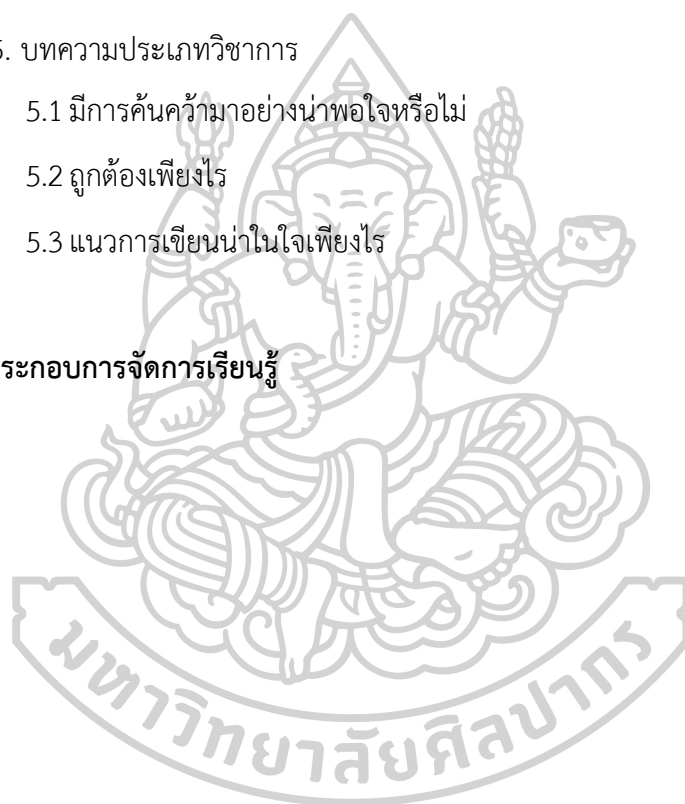 5. บทความประเภทวิชาการ
5.1 มีการค้นคว้ามาอย่างน่าพอใจหรือไม่
5.2 ถูกต้องเพียงไร
5.3 แนวการเขียนน่าในใจเพียงไร
ระกอบการจัดการเรียนรู้
มหาวิทยาลัยศิลปากร